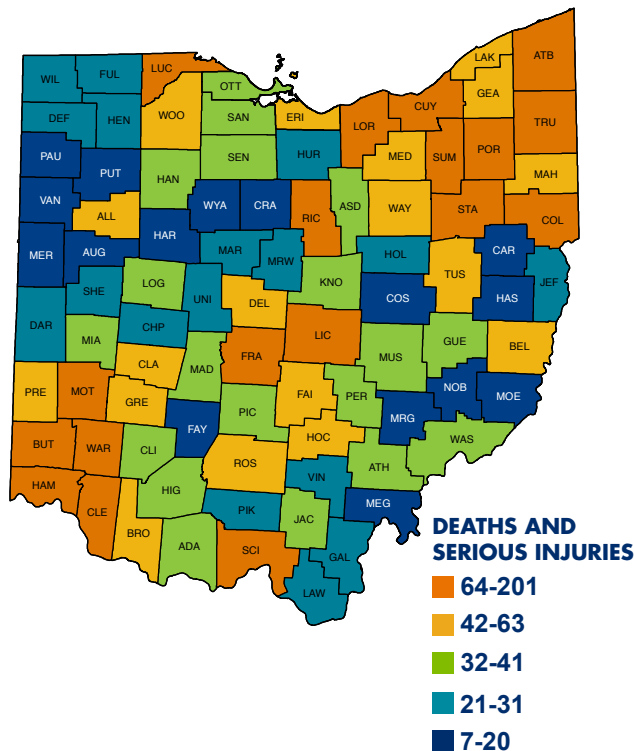 LAK
ATB
LUC
WIL
FUL
OTT
GEA
CUY
WOO
SAN
ERI
DEF
HEN
LOR
TRU
HUR
MED
SUM
POR
PAU
SEN
PUT
HAN
MAH
WYA
CRA
ASD
VAN
ALL
RIC
WAY
STA
COL
HAR
MER
AUG
MAR
MRW
HOL
CAR
TUS
JEF
LOG
KNO
SHE
UNI
COS
HAS
DEL
DAR
CHP
LIC
MIA
GUE
BEL
FRA
MUS
CLA
MAD
NOB
PRE
MOT
FAI
PER
MOE
GRE
PIC
MRG
FAY
HOC
WAS
BUT
WAR
CLI
ROS
ATH
VIN
HAM
HIG
MEG
CLE
PIK
JAC
BRO
ADA
SCI
GAL
LAW
DEATHS AND
SERIOUS INJURIES
64-201
42-63
32-41
21-31
7-20